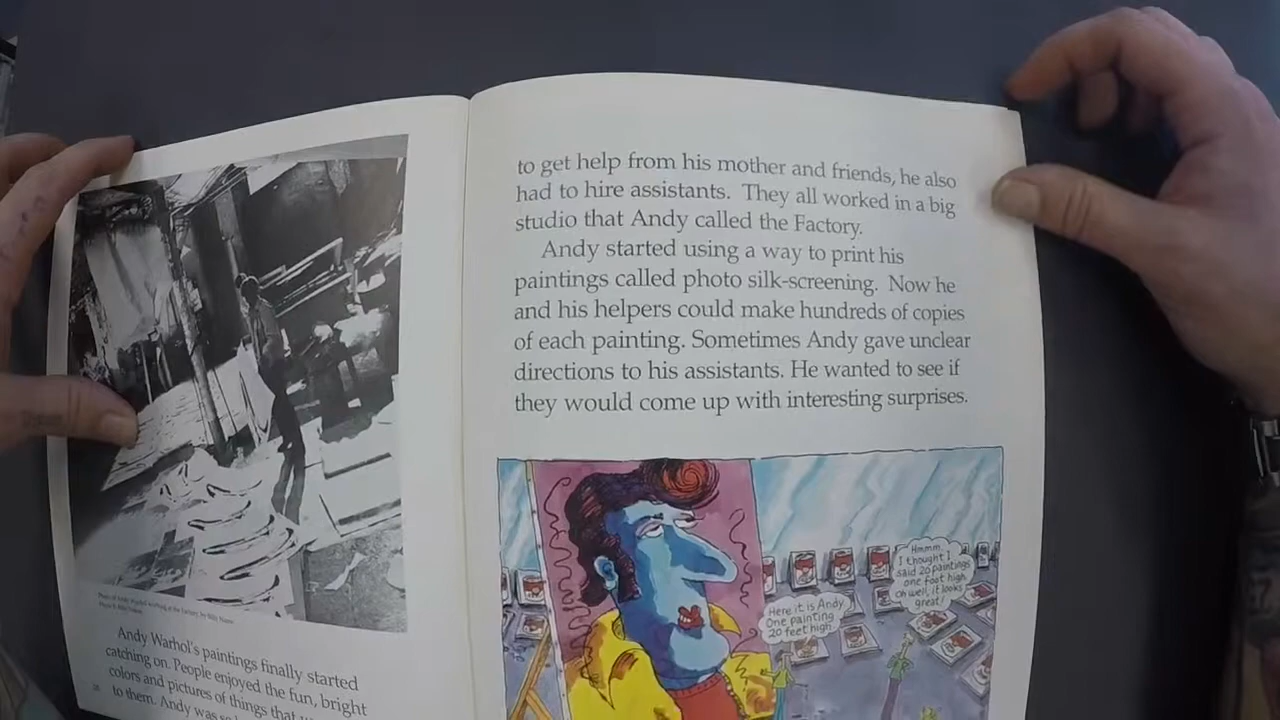 Andy Warhol's paintings finally started
catching on. People enjoyed the fun, bright
colors and pictures of things that
to them. Andy was so
to get help from his mother and friends, he also
had to hire assistants. They all worked in a big
studio that Andy called the Factory.
Andy started using a way to print his
paintings called photo silk-screening. Now he
and his helpers could make hundreds of copies
of each painting. Sometimes Andy gave unclear
directions to his assistants. He wanted to see if
they would come up with interesting surprises.
Here it is Andy.
One painting
20 feet high.
Hmmm.
I thought I
said 20 paintings
one foot high
oh well, it looks
great!